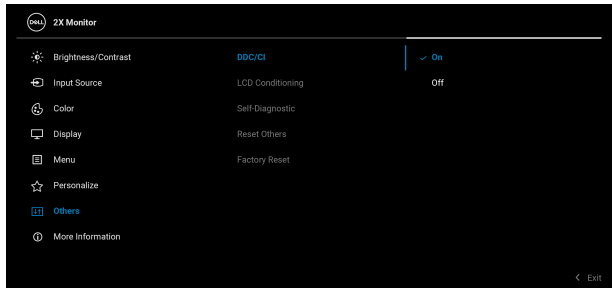 DELL 2X Monitor
Brightness/Contrast DDC/CI ✓ On
Input Source LCD Conditioning Off
Color Self-Diagnostic
Display Reset Others
Menu Factory Reset
Personalize
Others
More Information
< Exit